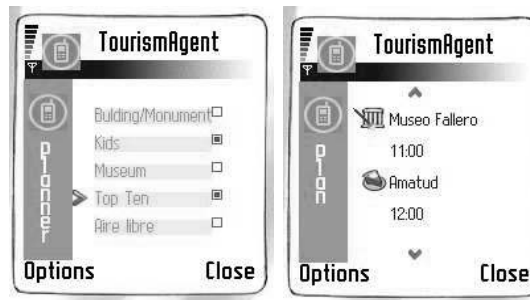 TourismAgent
planner
Bulding/Monument
Kids
Museum
Top Ten
Aire libre
Options Close
TourismAgent
plan
Museo Fallero
11:00
Amatud
12:00
Options Close